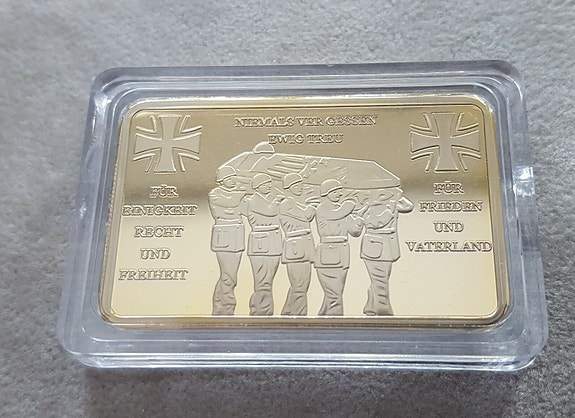 NIEMALS VER GESSEN
EWIG TREU
FÜR
EINIGKEIT
RECHT
UND
FREIHEIT
FÜR
FRIEDEN
UND
VATERLAND